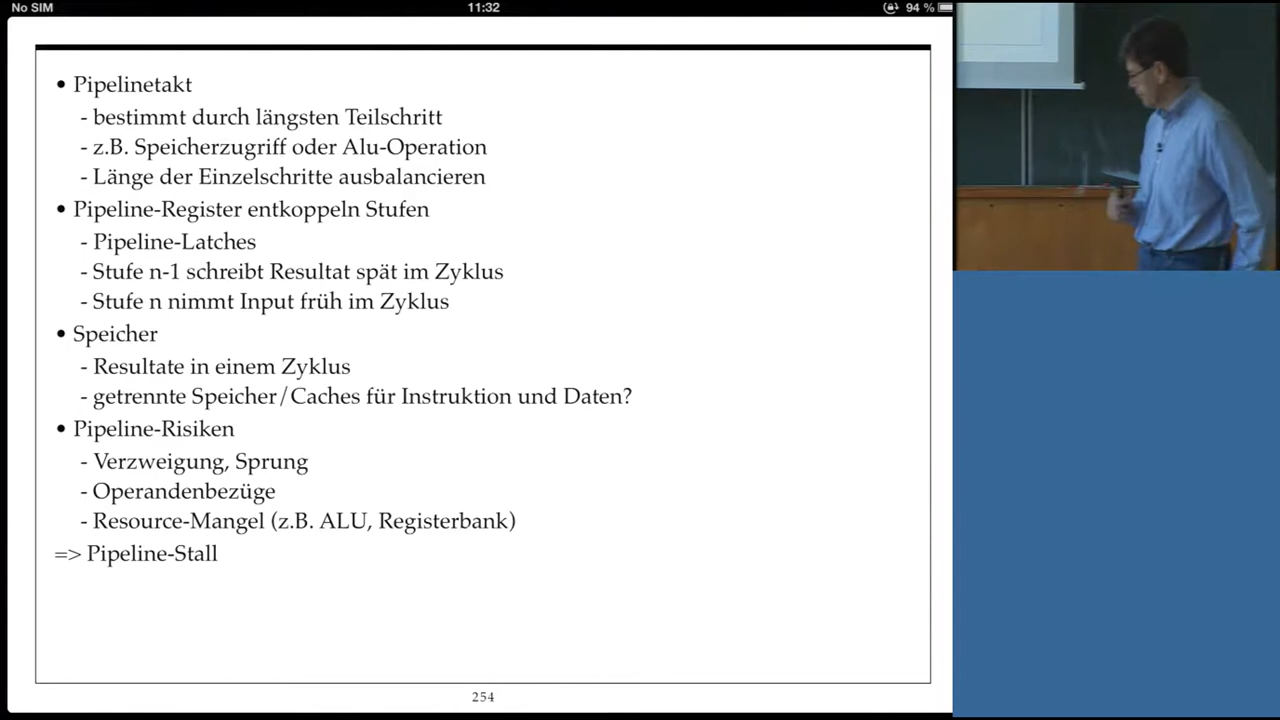 No SIM 11:32 94 %
• Pipelinetakt
- bestimmt durch längsten Teilschritt
- z.B. Speicherzugriff oder Alu-Operation
- Länge der Einzelschritte ausbalancieren
• Pipeline-Register entkoppeln Stufen
- Pipeline-Latches
- Stufe n-1 schreibt Resultat spät im Zyklus
- Stufe n nimmt Input früh im Zyklus
• Speicher
- Resultate in einem Zyklus
- getrennte Speicher/Caches für Instruktion und Daten?
• Pipeline-Risiken
- Verzweigung, Sprung
- Operandenbezüge
- Resource-Mangel (z.B. ALU, Registerbank)
=> Pipeline-Stall
254